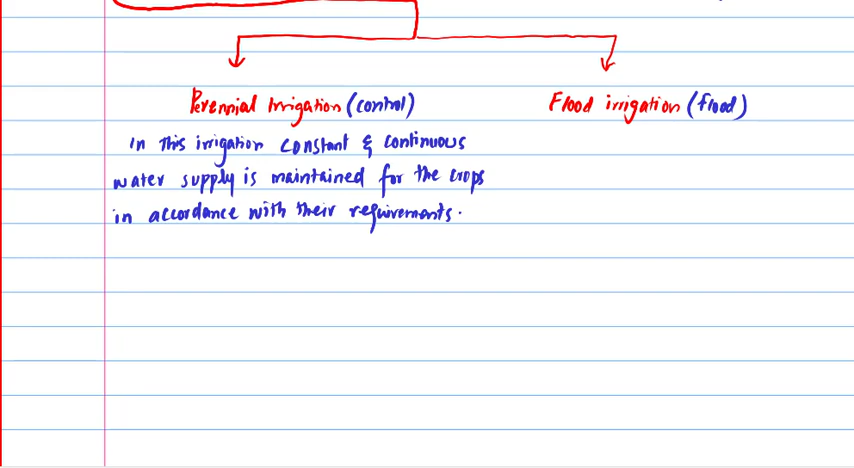 Perennial Irrigation (control)
Flood irrigation (flood)
In this irrigation constant & continuous
water supply is maintained for the crops
in accordance with their requirements.